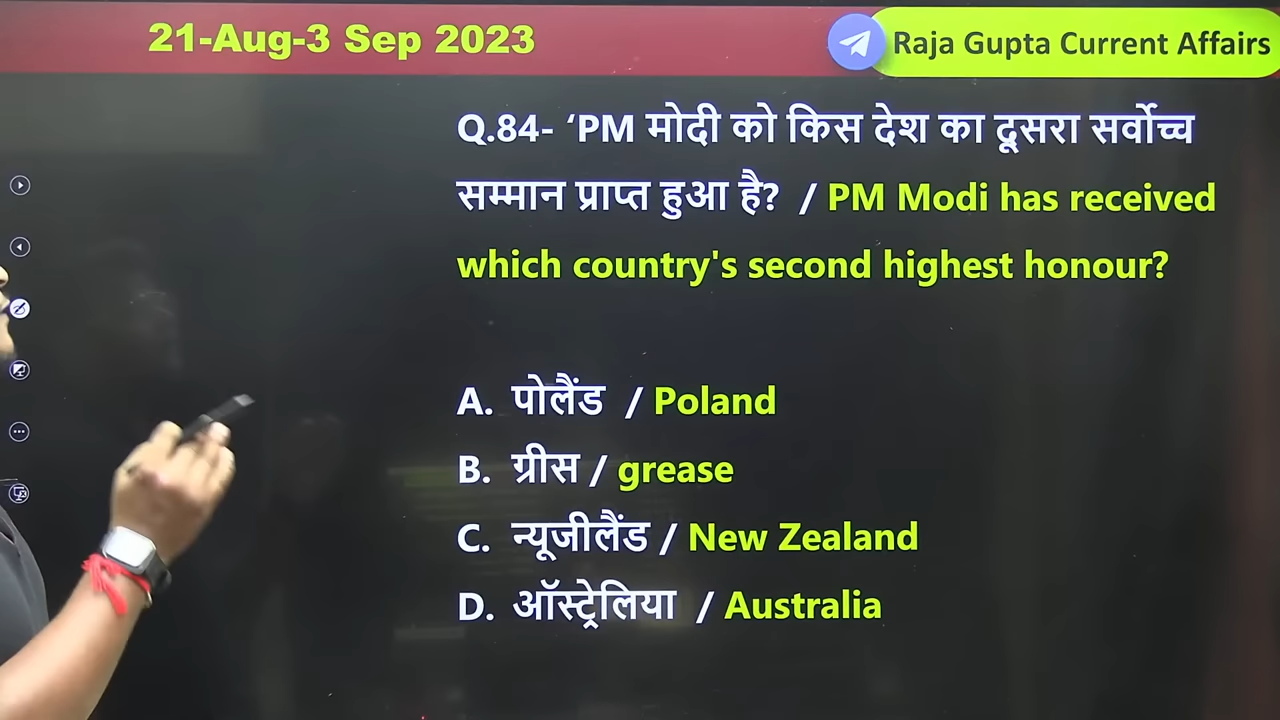 21-Aug-3 Sep 2023
Raja Gupta Current Affairs
Q.84- ‘PM मोदी को किस देश का दूसरा सर्वोच्च
सम्मान प्राप्त हुआ है? / PM Modi has received
which country's second highest honour?
A. पोलैंड / Poland
B. ग्रीस / grease
C. न्यूजीलैंड / New Zealand
D. ऑस्ट्रेलिया / Australia